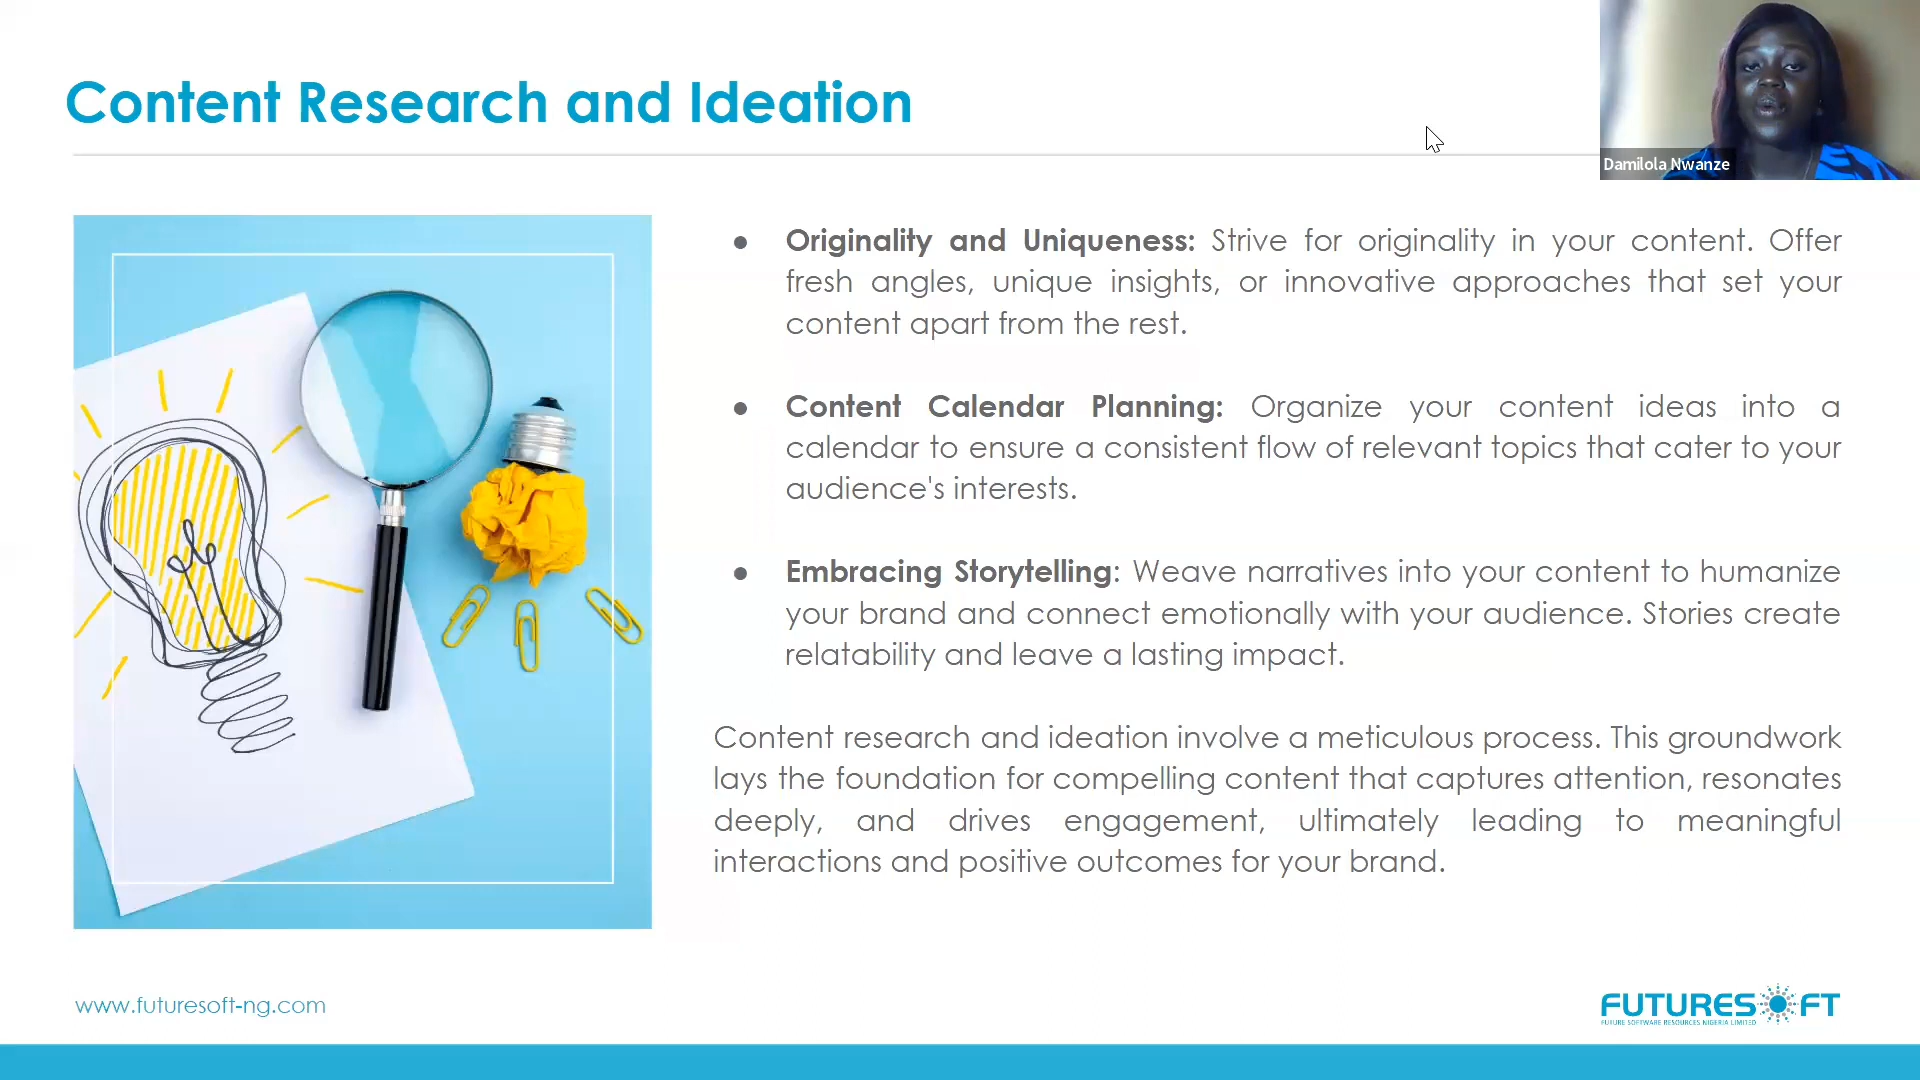 Content Research and Ideation
Damilola Nwanze
● Originality and Uniqueness: Strive for originality in your content. Offer
fresh angles, unique insights, or innovative approaches that set your
content apart from the rest.
● Content Calendar Planning: Organize your content ideas into a
calendar to ensure a consistent flow of relevant topics that cater to your
audience's interests.
● Embracing Storytelling: Weave narratives into your content to humanize
your brand and connect emotionally with your audience. Stories create
relatability and leave a lasting impact.
Content research and ideation involve a meticulous process. This groundwork
lays the foundation for compelling content that captures attention, resonates
deeply, and drives engagement, ultimately leading to meaningful
interactions and positive outcomes for your brand.
www.futuresoft-ng.com
FUTURESOFT
FUTURE SOFTWARE RESOURCES NIGERIA LIMITED